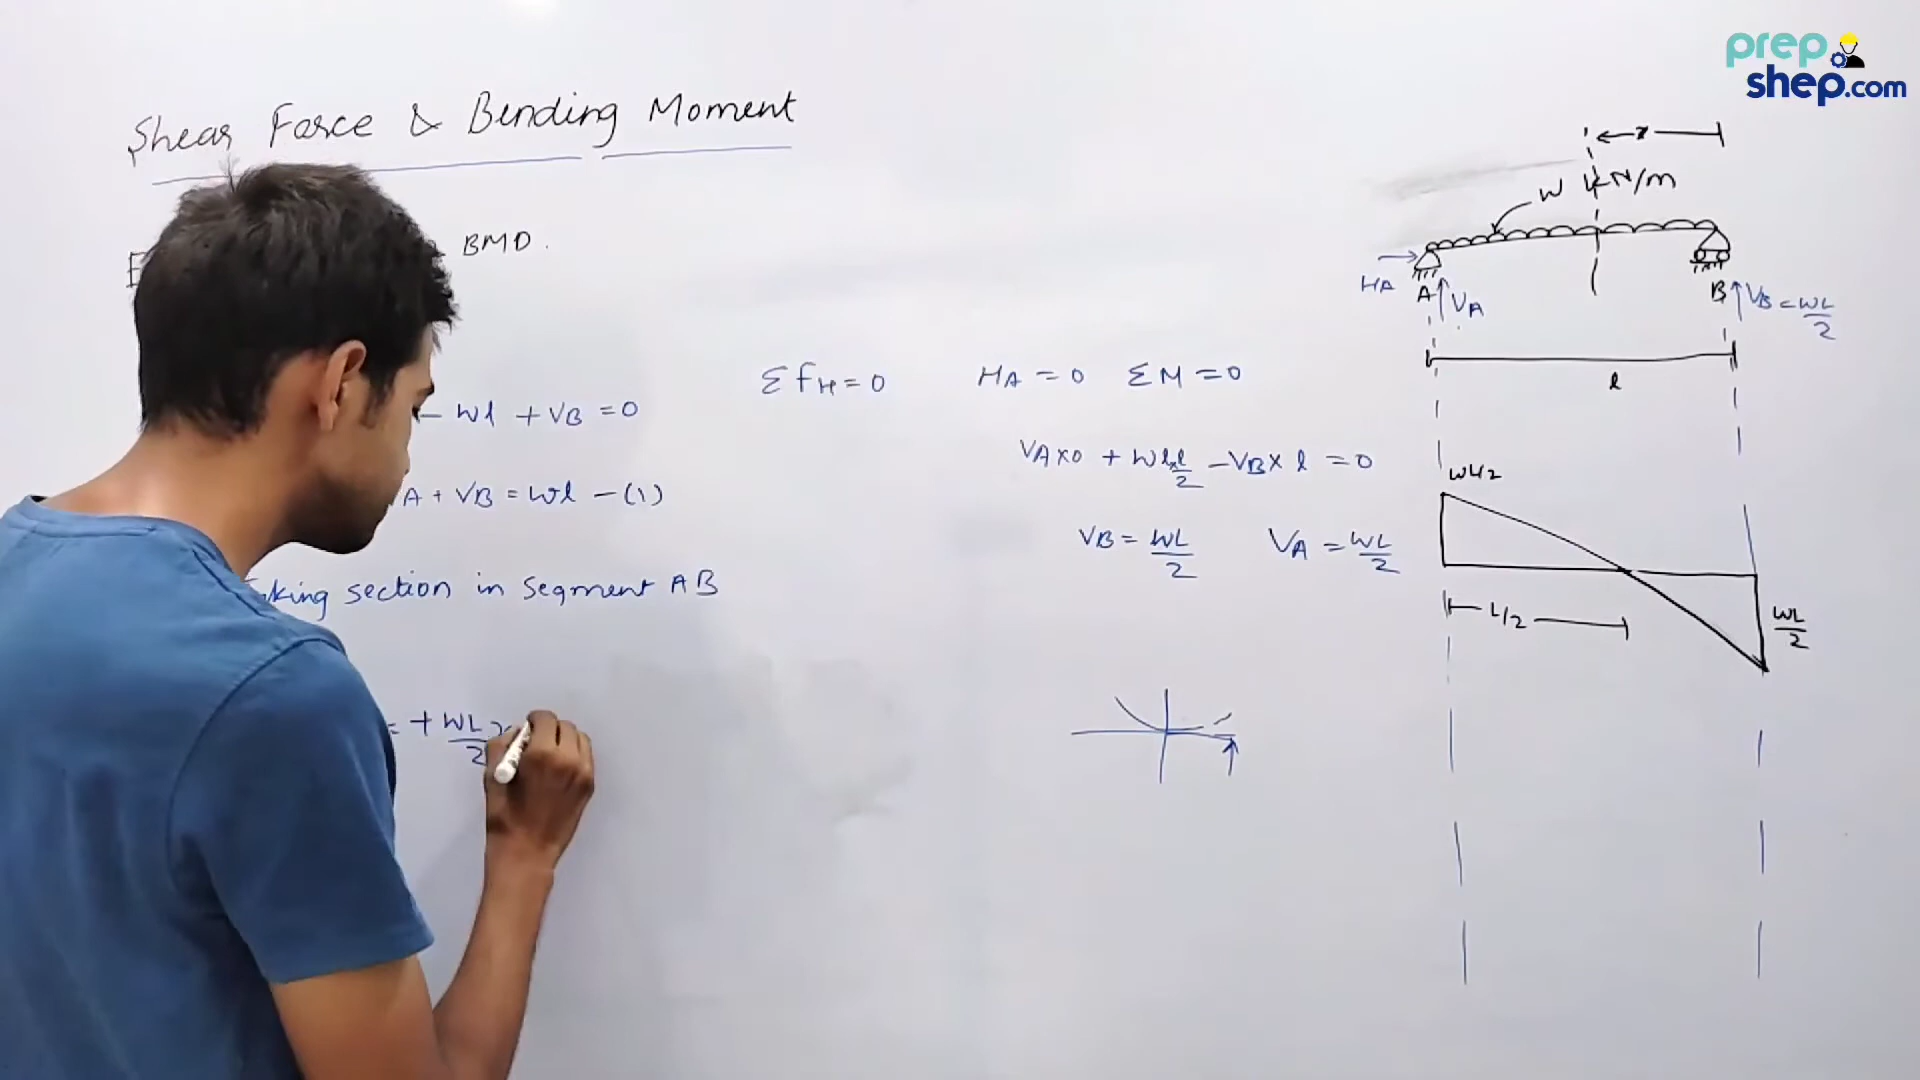 prep
shep.com
Shear Force & Bending Moment
BMD.
x
W kN/m
HA
A
VA
B
VB = WL/2
l
ΣFH = 0
HA = 0 ΣM = 0
- Wl + VB = 0
VA×0 + Wl×l/2 - VB× l = 0
A + VB = Wl - (1)
VB = WL/2
VA = WL/2
WL/2
L/2
WL/2
king section in segment AB
= + WL/2